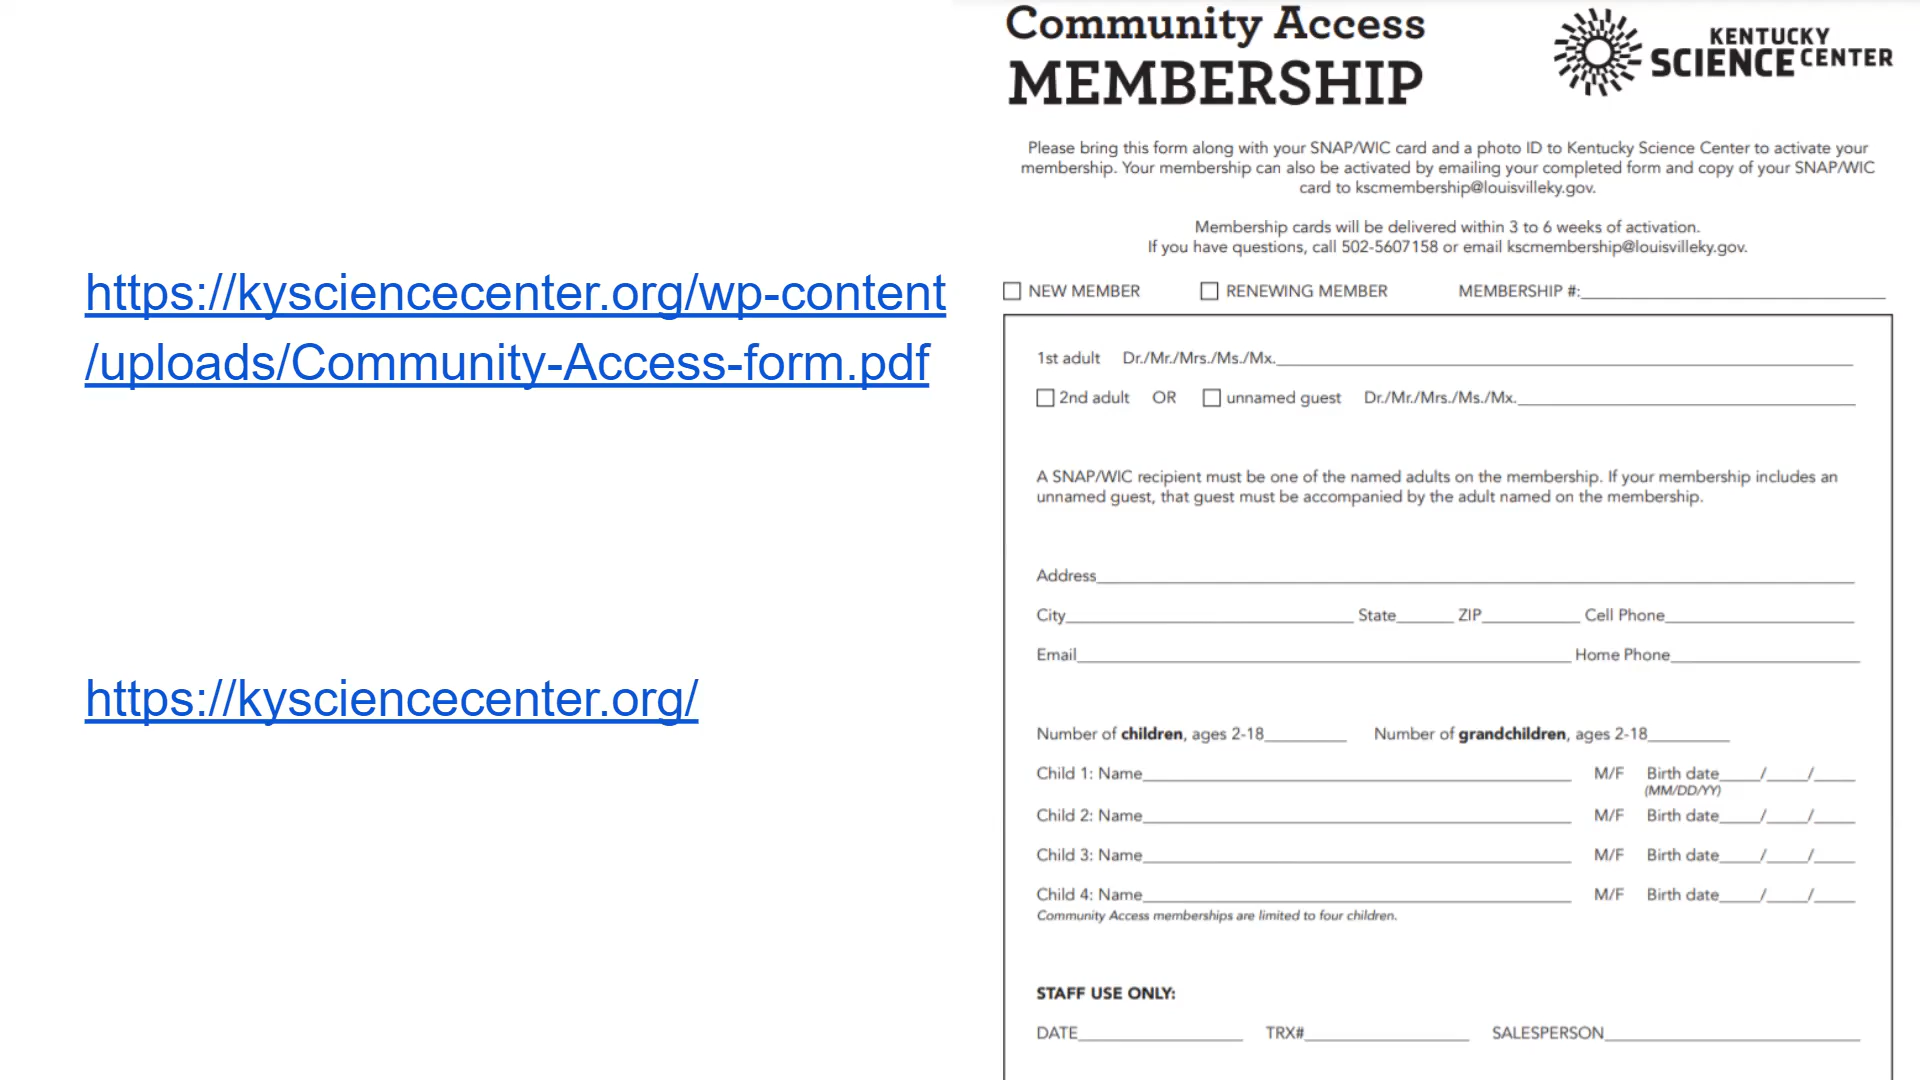 https://kysciencecenter.org/wp-content
/uploads/Community-Access-form.pdf
https://kysciencecenter.org/
Community Access
MEMBERSHIP
KENTUCKY
SCIENCE CENTER
Please bring this form along with your SNAP/WIC card and a photo ID to Kentucky Science Center to activate your
membership. Your membership can also be activated by emailing your completed form and copy of your SNAP/WIC
card to kscmembership@louisvilleky.gov.
Membership cards will be delivered within 3 to 6 weeks of activation.
If you have questions, call 502-5607158 or email kscmembership@louisvilleky.gov.
NEW MEMBER RENEWING MEMBER MEMBERSHIP #:
1st adult Dr./Mr./Mrs./Ms./Mx.
2nd adult OR unnamed guest Dr./Mr./Mrs./Ms./Mx.
A SNAP/WIC recipient must be one of the named adults on the membership. If your membership includes an
unnamed guest, that guest must be accompanied by the adult named on the membership.
Address
City State ZIP Cell Phone
Email Home Phone
Number of children, ages 2-18 Number of grandchildren, ages 2-18
Child 1: Name M/F Birth date / /
(MM/DD/YY)
Child 2: Name M/F Birth date / /
Child 3: Name M/F Birth date / /
Child 4: Name M/F Birth date / /
Community Access memberships are limited to four children.
STAFF USE ONLY:
DATE TRX# SALESPERSON